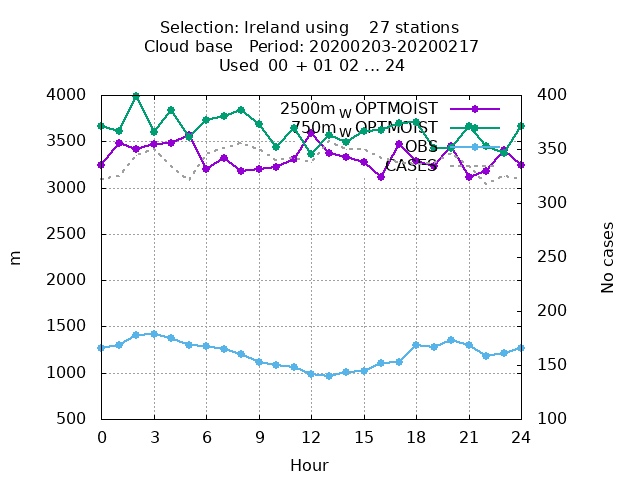 Selection: Ireland using 27 stations
Cloud base Period: 20200203-20200217
Used 00 + 01 02 ... 24
2500m w OPTMOIST
750m w OPTMOIST
OBS
CASES
4000
3500
3000
2500
2000
1500
1000
500
m
400
350
300
250
200
150
100
No cases
0 3 6 9 12 15 18 21 24
Hour